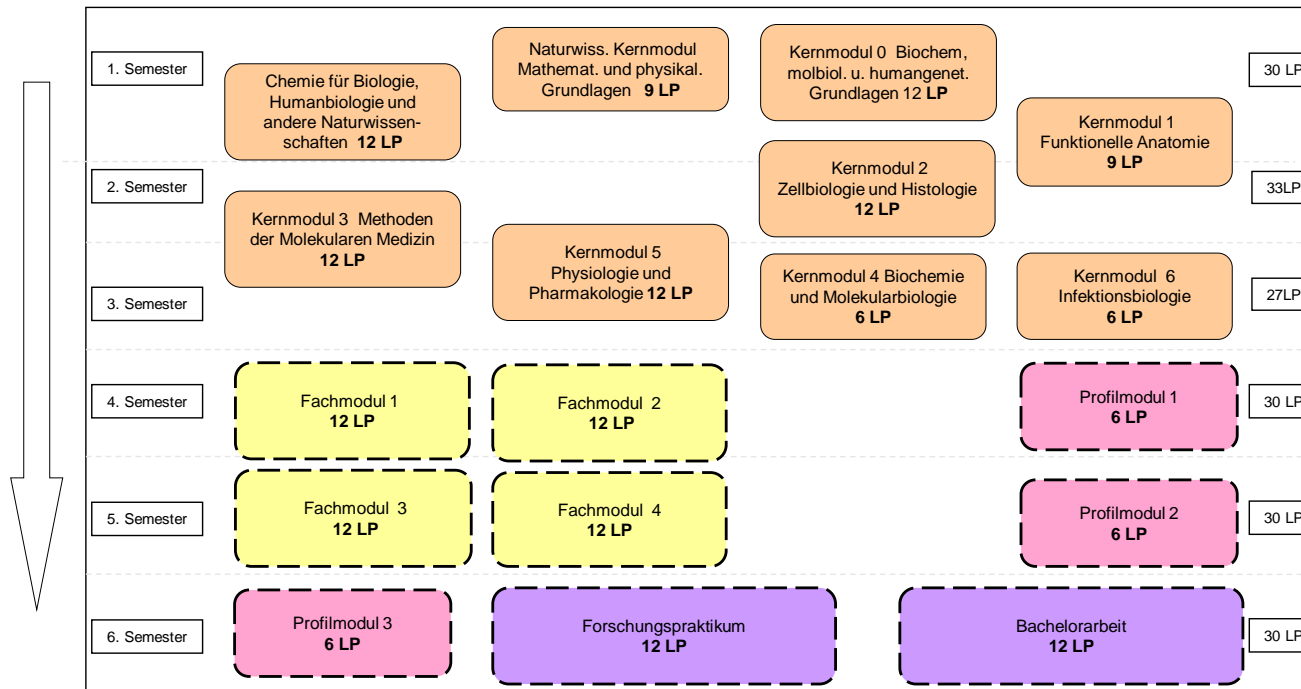 1. Semester
Chemie für Biologie,
Humanbiologie und
andere Naturwissen-
schaften 12 LP
Naturwiss. Kernmodul
Mathemat. und physikal.
Grundlagen 9 LP
Kernmodul 0 Biochem,
molbiol. u. humangenet.
Grundlagen 12 LP
Kernmodul 1
Funktionelle Anatomie
9 LP
30 LP
2. Semester
Kernmodul 3 Methoden
der Molekularen Medizin
12 LP
Kernmodul 2
Zellbiologie und Histologie
12 LP
33LP
3. Semester
Kernmodul 5
Physiologie und
Pharmakologie 12 LP
Kernmodul 4 Biochemie
und Molekularbiologie
6 LP
Kernmodul 6
Infektionsbiologie
6 LP
27LP
4. Semester
Fachmodul 1
12 LP
Fachmodul 2
12 LP
Profilmodul 1
6 LP
30 LP
5. Semester
Fachmodul 3
12 LP
Fachmodul 4
12 LP
Profilmodul 2
6 LP
30 LP
6. Semester
Profilmodul 3
6 LP
Forschungspraktikum
12 LP
Bachelorarbeit
12 LP
30 LP